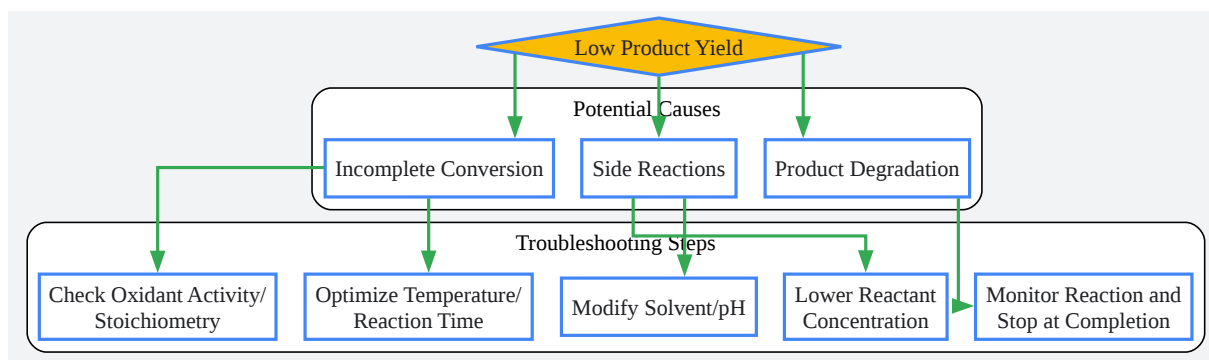 Low Product Yield
Potential Causes
Incomplete Conversion
Side Reactions
Product Degradation
Troubleshooting Steps
Check Oxidant Activity/
Stoichiometry
Optimize Temperature/
Reaction Time
Modify Solvent/pH
Lower Reactant
Concentration
Monitor Reaction and
Stop at Completion